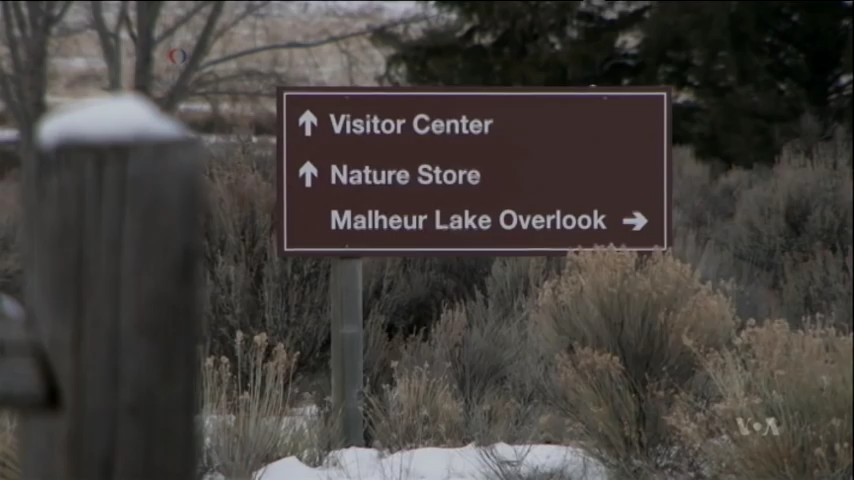 ↑ Visitor Center
↑ Nature Store
Malheur Lake Overlook →
VOA